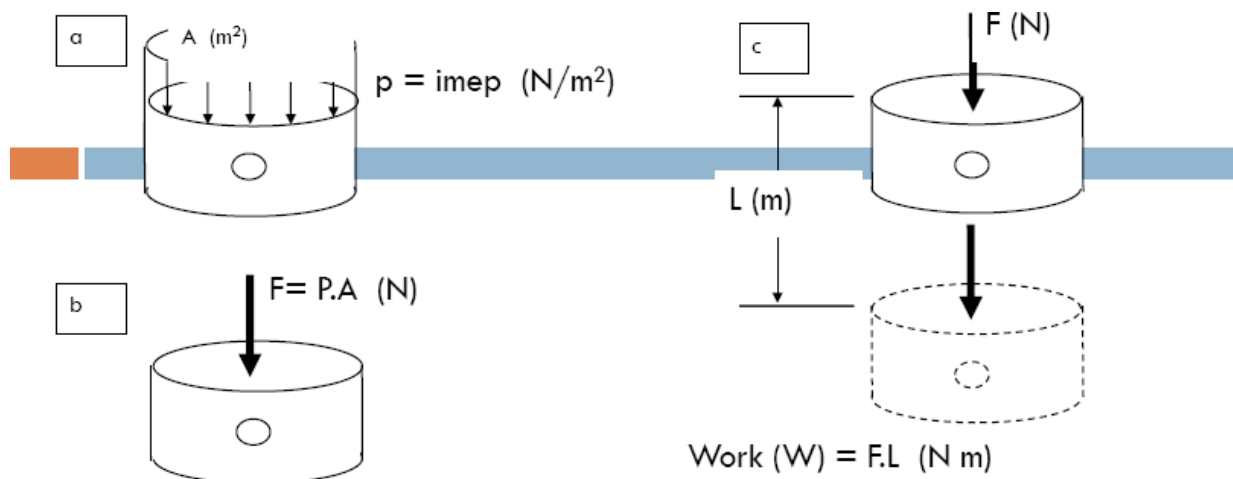 a
A (m²)
p = imep (N/m²)
b
F= P.A (N)
c
F (N)
L (m)
Work (W) = F.L (N m)